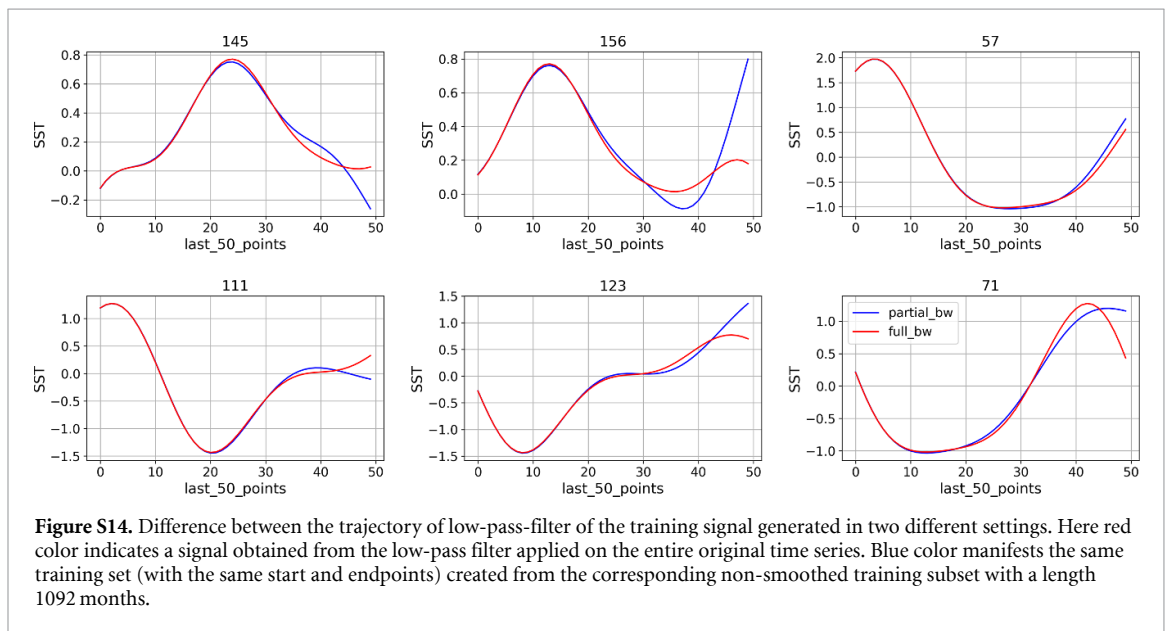 145
0.8
0.6
0.4
0.2
0.0
−0.2
SST
0 10 20 30 40 50
last_50_points
156
0.8
0.6
0.4
0.2
0.0
SST
0 10 20 30 40 50
last_50_points
57
2.0
1.5
1.0
0.5
0.0
−0.5
−1.0
SST
0 10 20 30 40 50
last_50_points
111
1.0
0.5
0.0
−0.5
−1.0
−1.5
SST
0 10 20 30 40 50
last_50_points
123
1.5
1.0
0.5
0.0
−0.5
−1.0
−1.5
SST
0 10 20 30 40 50
last_50_points
71
partial_bw
full_bw
1.0
0.5
0.0
−0.5
−1.0
SST
0 10 20 30 40 50
last_50_points
Figure S14. Difference between the trajectory of low-pass-filter of the training signal generated in two different settings. Here red
color indicates a signal obtained from the low-pass filter applied on the entire original time series. Blue color manifests the same
training set (with the same start and endpoints) created from the corresponding non-smoothed training subset with a length
1092 months.